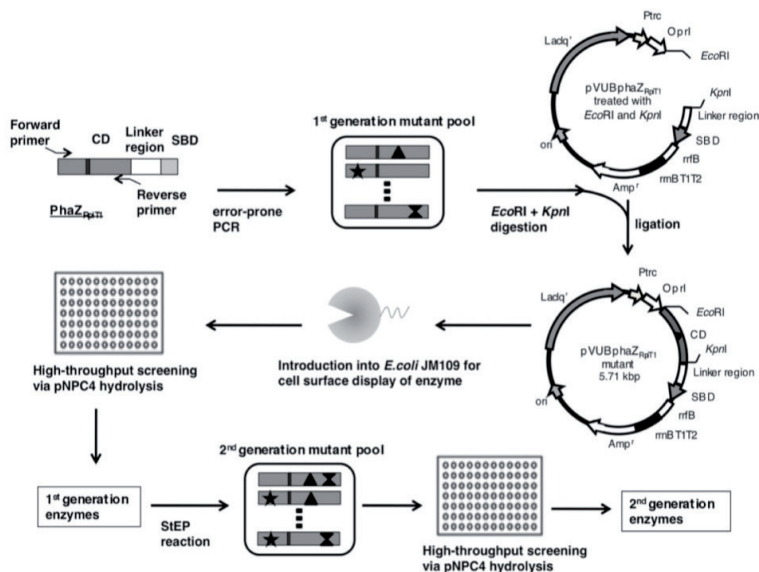 Forward
primer
CD
Linker
region
SBD
PhaZRpiT1
Reverse
primer
error-prone
PCR
1st generation mutant pool
EcoRI + KpnI
digestion
ligation
Ptrc
OprI
LacIq'
EcoRI
pVUBphaZRpiT1
treated with
EcoRI and KpnI
KpnI
Linker region
SBD
rrfB
rrnBT1T2
Ampr
ori
Ptrc
OprI
LacIq'
EcoRI
CD
KpnI
pVUBphaZRpiT1
mutant
5.71 kbp
Linker region
SBD
rrfB
rrnBT1T2
Ampr
ori
Introduction into E.coli JM109 for
cell surface display of enzyme
High-throughput screening
via pNPC4 hydrolysis
1st generation
enzymes
StEP
reaction
2nd generation mutant pool
High-throughput screening
via pNPC4 hydrolysis
2nd generation
enzymes